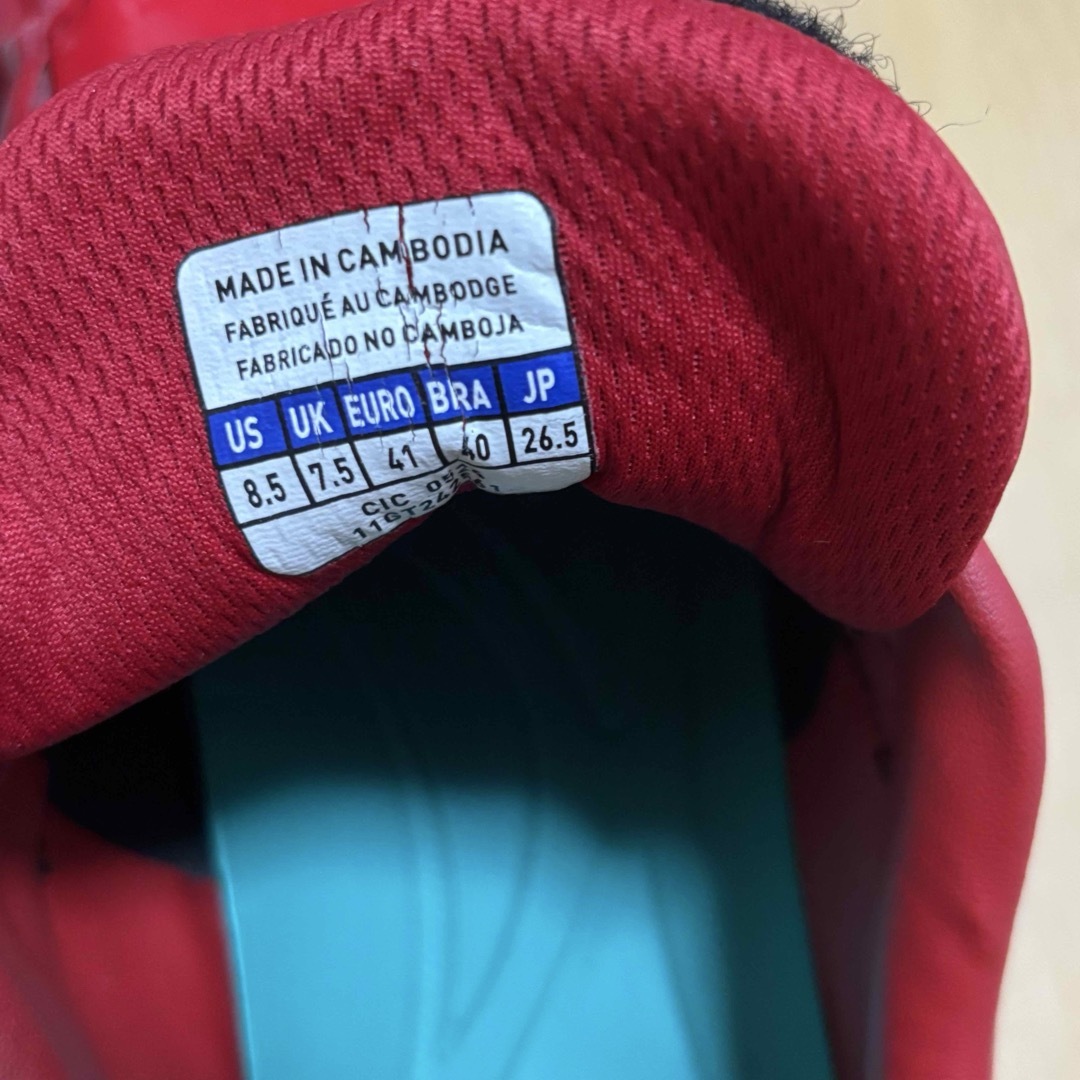 MADE IN CAMBODIA
FABRIQUÉ AU CAMBODGE
FABRICADO NO CAMBOJA
US UK EURO BRA JP
8.5 7.5 41 40 26.5
CIC